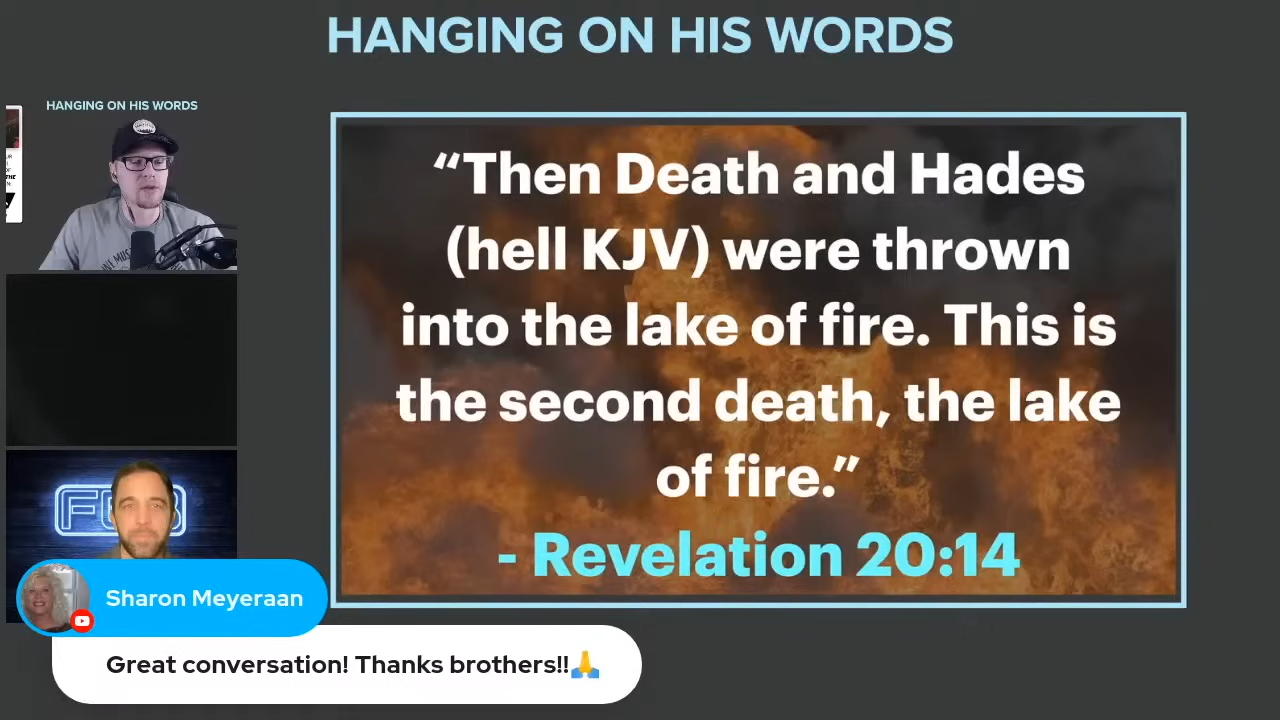 HANGING ON HIS WORDS
HANGING ON HIS WORDS
“Then Death and Hades
(hell KJV) were thrown
into the lake of fire. This is
the second death, the lake
of fire.”
- Revelation 20:14
Sharon Meyeraan
Great conversation! Thanks brothers!!🙏